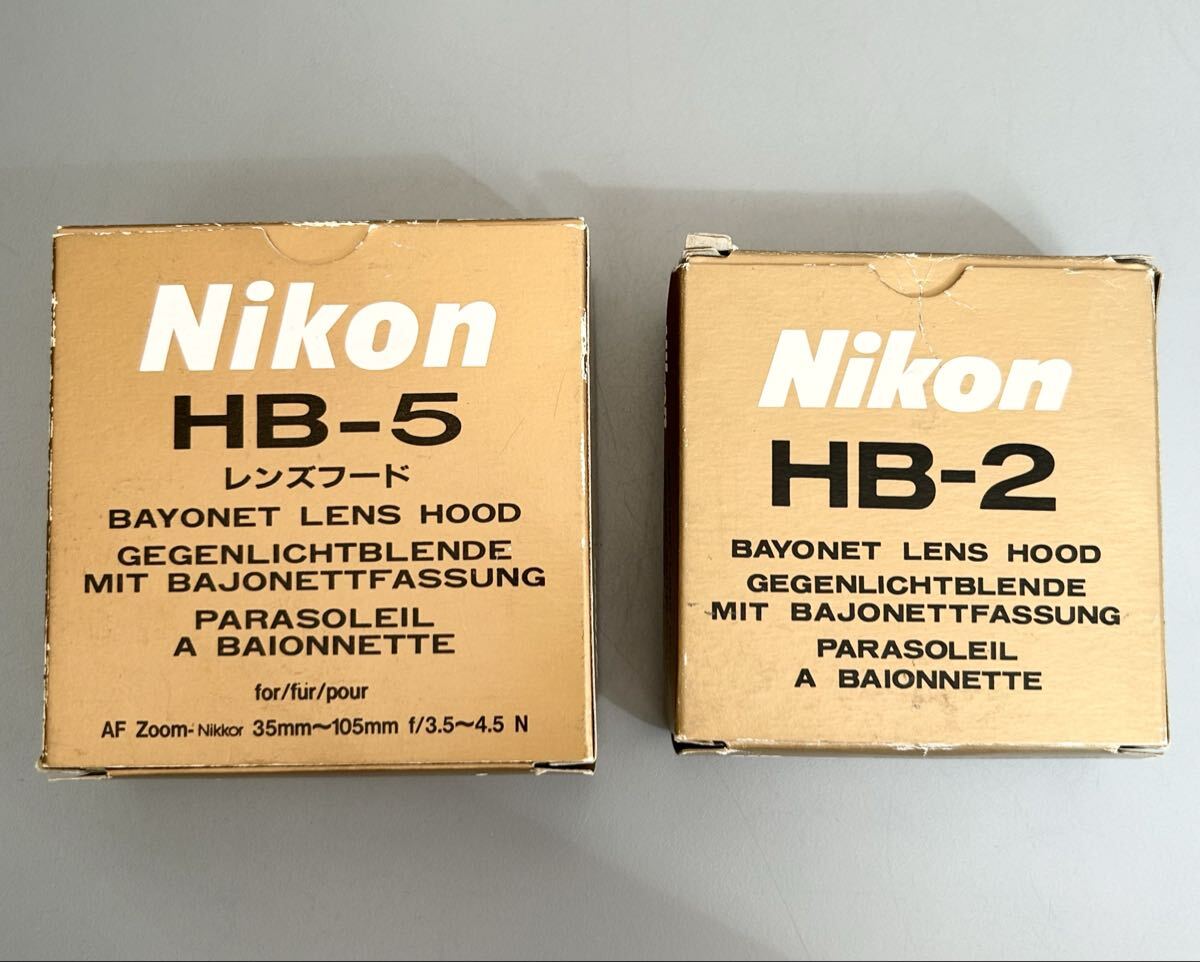 Nikon
HB-5
レンズフード
BAYONET LENS HOOD
GEGENLICHTBLENDE
MIT BAJONETTFASSUNG
PARASOLEIL
A BAIONNETTE
for/für/pour
AF Zoom-Nikkor 35mm〜105mm f/3.5〜4.5 N
Nikon
HB-2
BAYONET LENS HOOD
GEGENLICHTBLENDE
MIT BAJONETTFASSUNG
PARASOLEIL
A BAIONNETTE